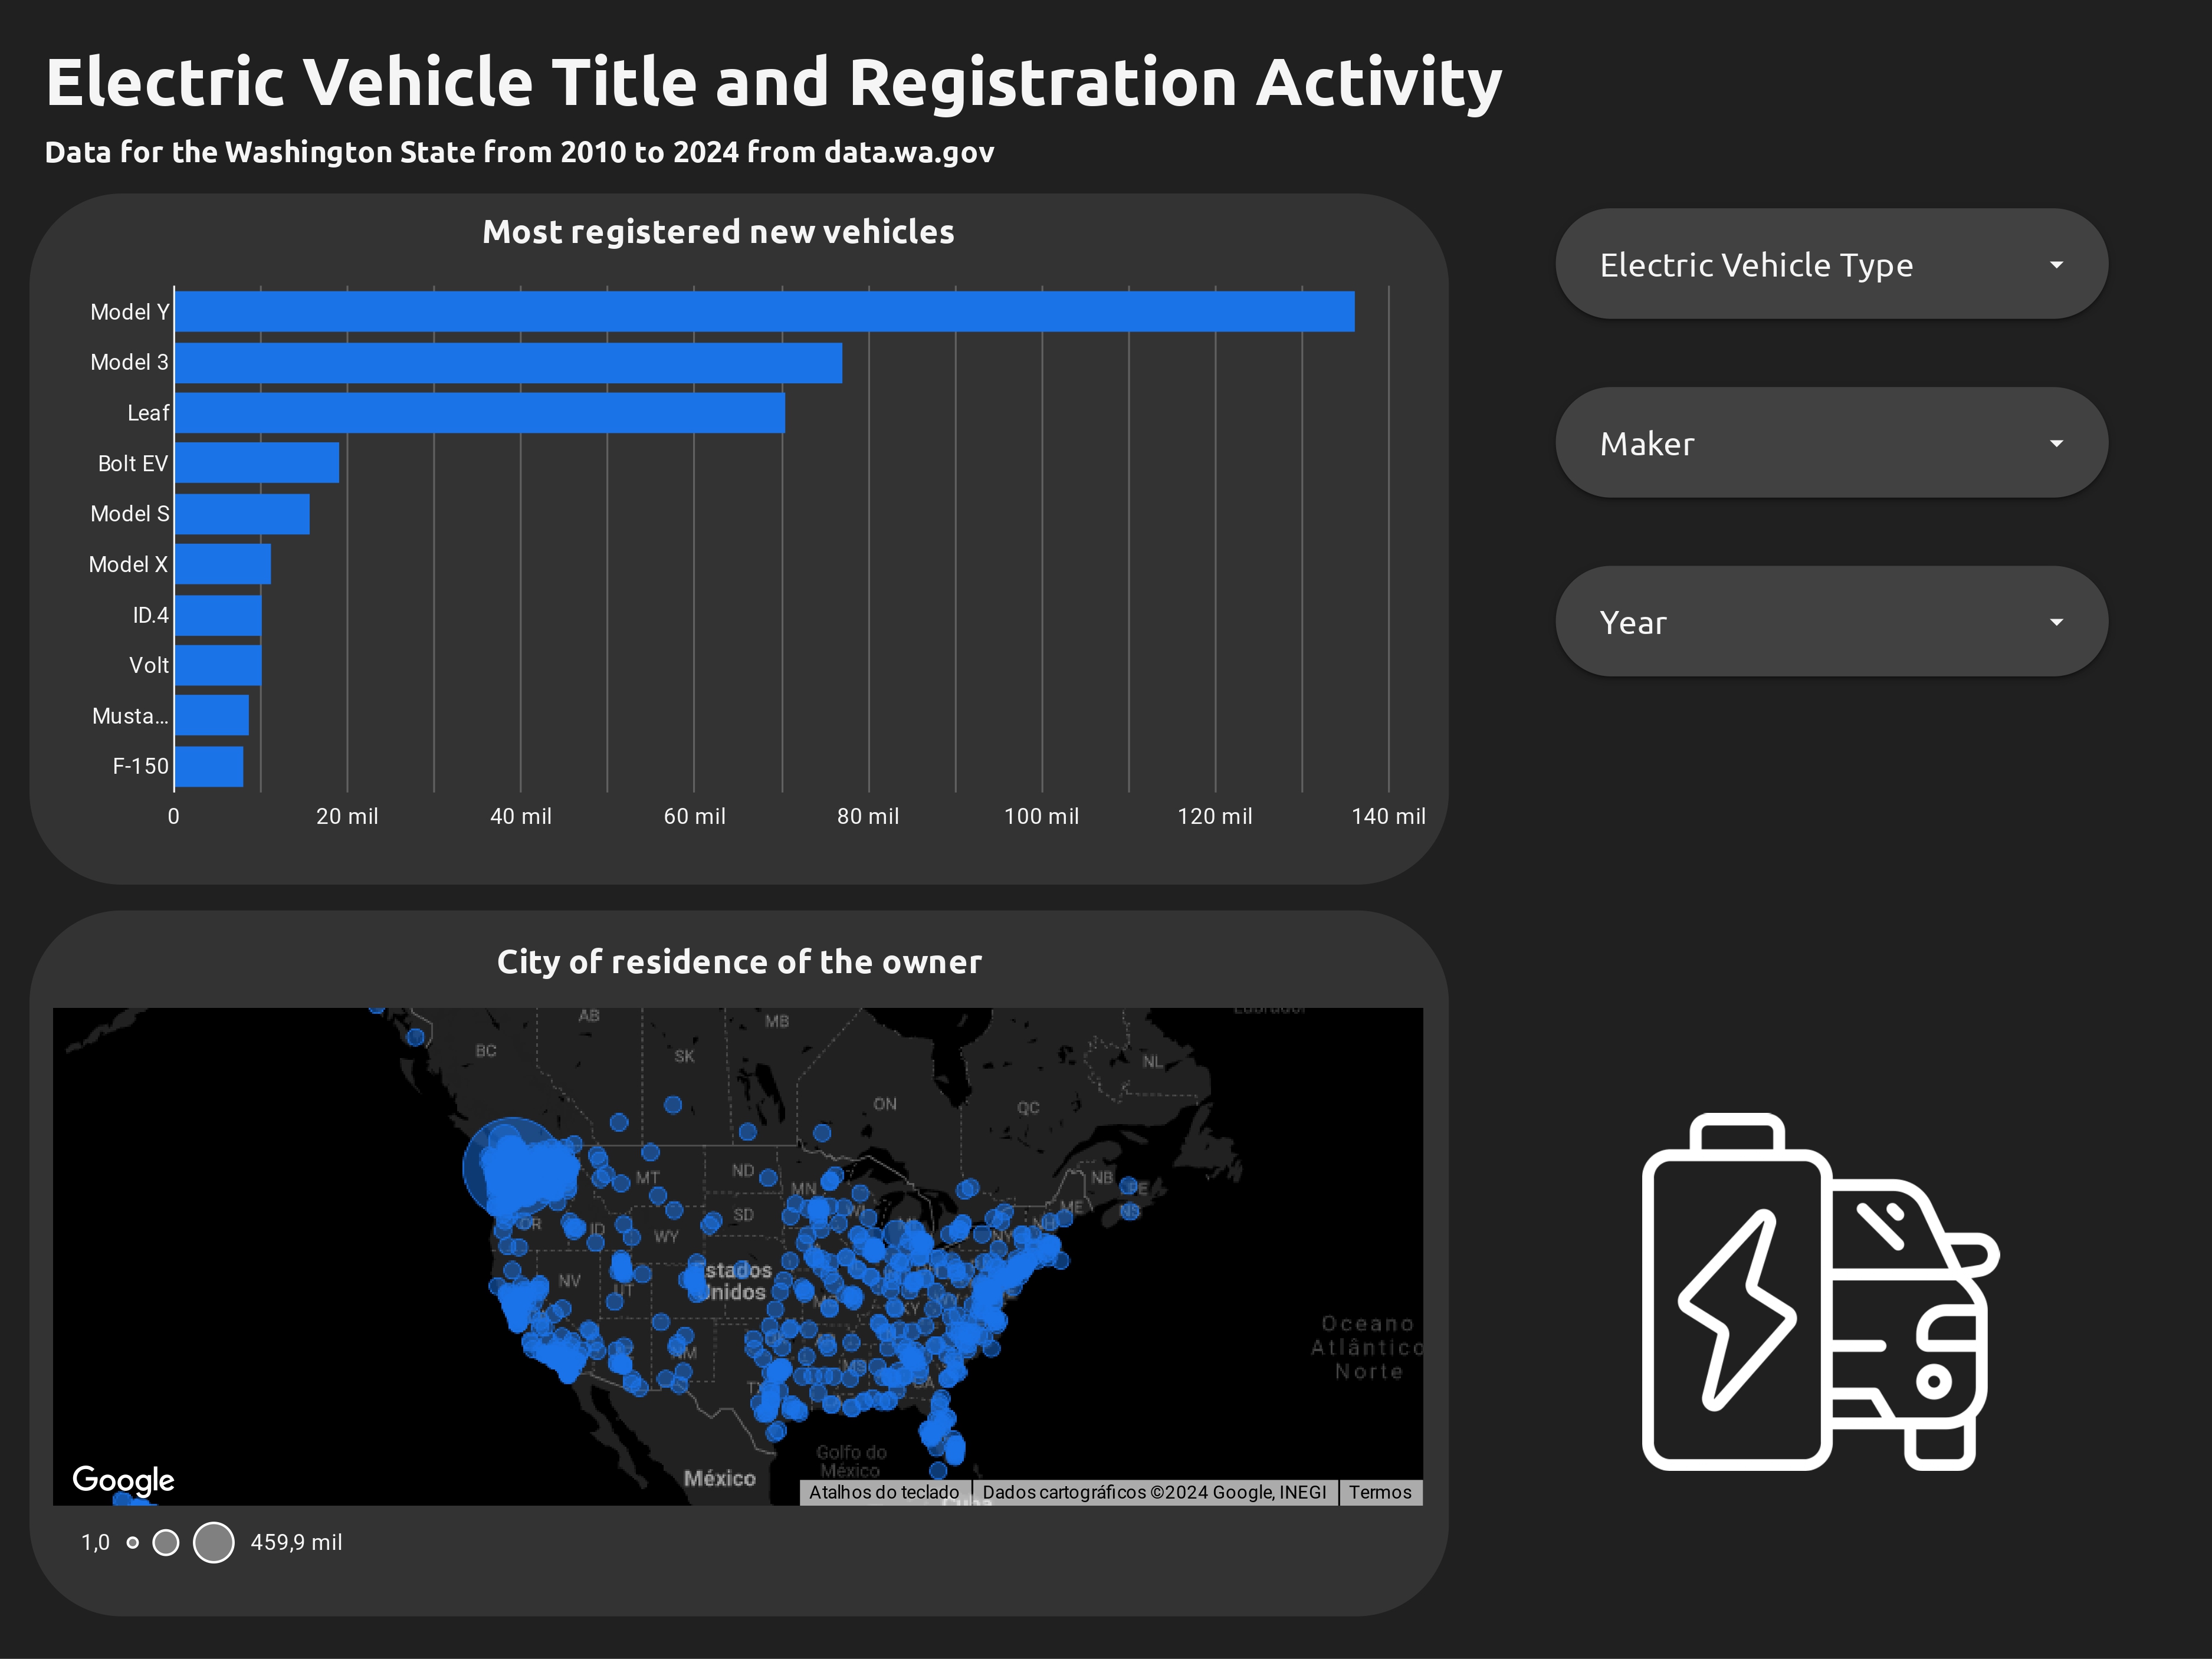 Electric Vehicle Title and Registration Activity
Data for the Washington State from 2010 to 2024 from data.wa.gov
Most registered new vehicles
Model Y
Model 3
Leaf
Bolt EV
Model S
Model X
ID.4
Volt
Musta...
F-150
0 20 mil 40 mil 60 mil 80 mil 100 mil 120 mil 140 mil
Electric Vehicle Type
Maker
Year
City of residence of the owner
Labrador
AB
MB
BC
SK
NL
ON
QC
MT
ND
MN
NB
PE
ME
NS
OR
ID
SD
WI
NH
WY
NY
NV
UT
Estados
Unidos
MO
KY
WV
NM
MS
GA
TX
Oceano
Atlântico
Norte
Golfo do
México
México
Cuba
Google
Atalhos do teclado
Dados cartográficos ©2024 Google, INEGI
Termos
1,0 459,9 mil